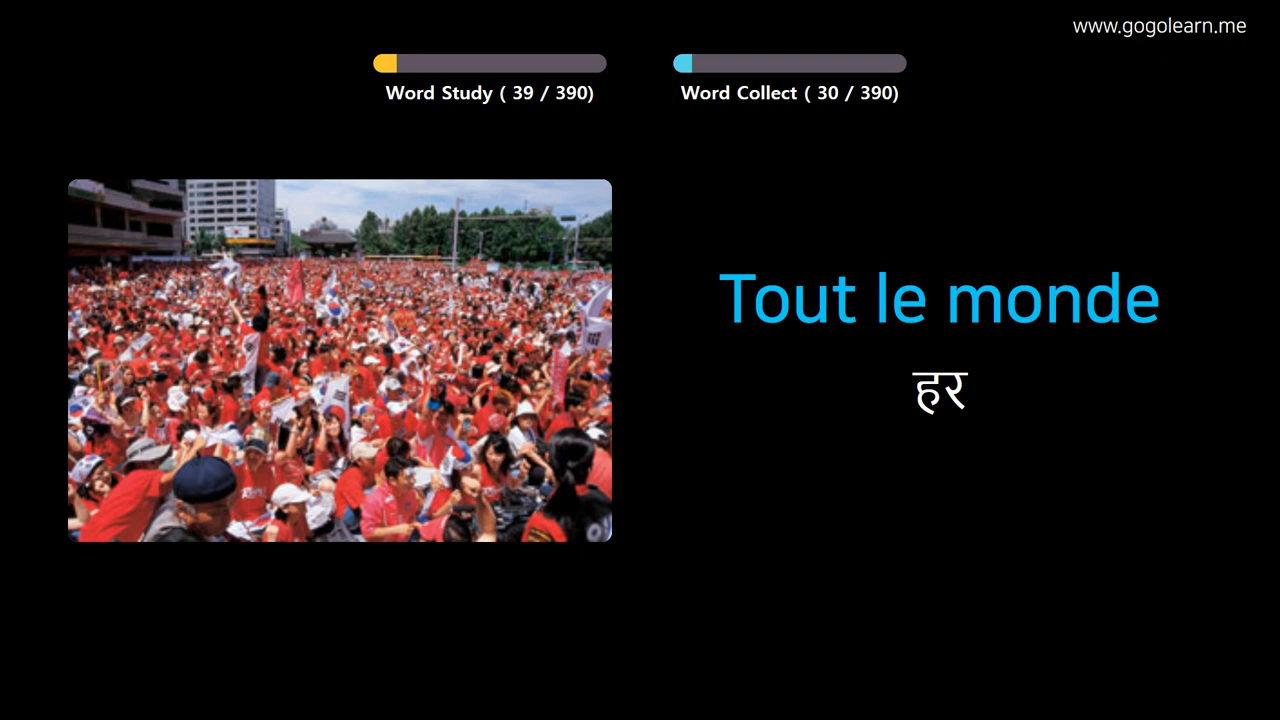 www.gogolearn.me
Word Study ( 39 / 390)
Word Collect ( 30 / 390)
Tout le monde
हर